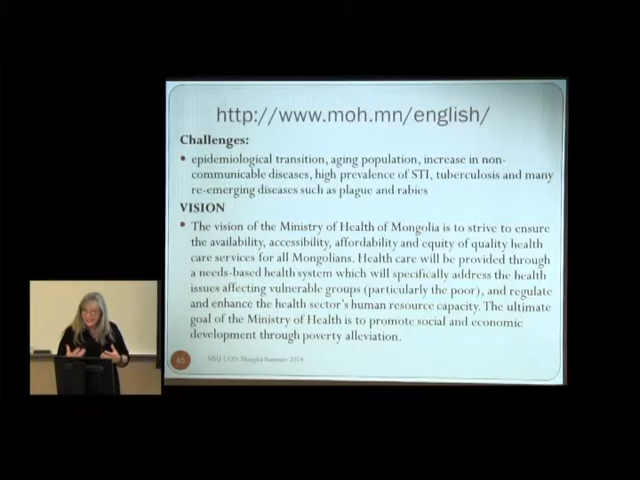 http://www.moh.mn/english/
Challenges:
• epidemiological transition, aging population, increase in non-
communicable diseases, high prevalence of STI, tuberculosis and many
re-emerging diseases such as plague and rabies
VISION
• The vision of the Ministry of Health of Mongolia is to strive to ensure
the availability, accessibility, affordability and equity of quality health
care services for all Mongolians. Health care will be provided through
a needs-based health system which will specifically address the health
issues affecting vulnerable groups (particularly the poor), and regulate
and enhance the health sector's human resource capacity. The ultimate
goal of the Ministry of Health is to promote social and economic
development through poverty alleviation.
MSU CON Summer